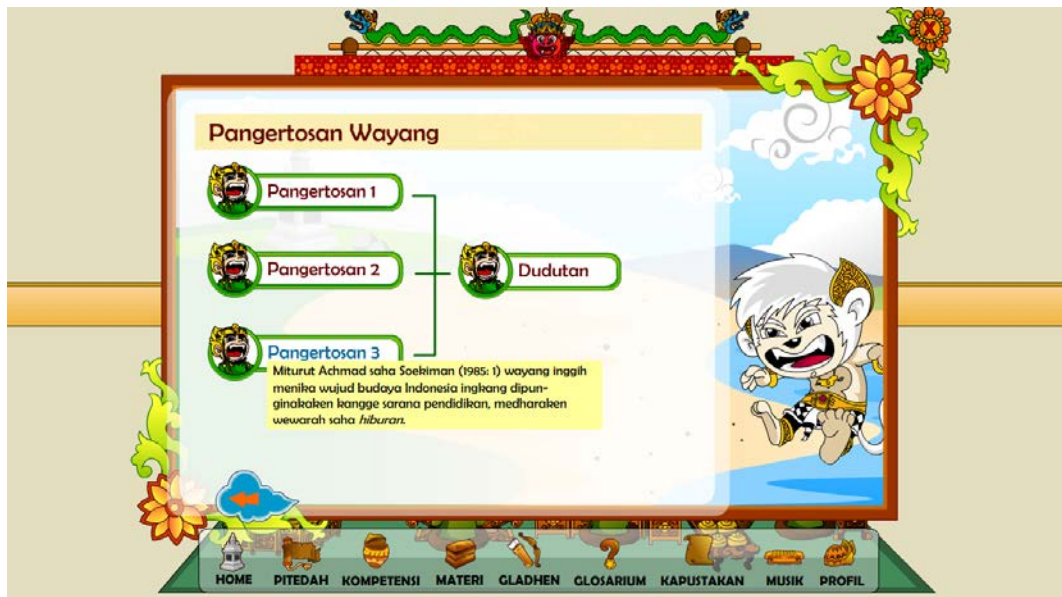 X
Pangertosan Wayang
Pangertosan 1
Pangertosan 2
Dudutan
Pangertosan 3
Miturut Achmad saha Soekiman (1985: 1) wayang inggih
menika wujud budaya Indonesia ingkang dipun-
ginakaken kangge sarana pendidikan, medharaken
wewarah saha hiburan.
HOME PITEDAH KOMPETENSI MATERI GLADHEN GLOSARIUM KAPUSTAKAN MUSIK PROFIL